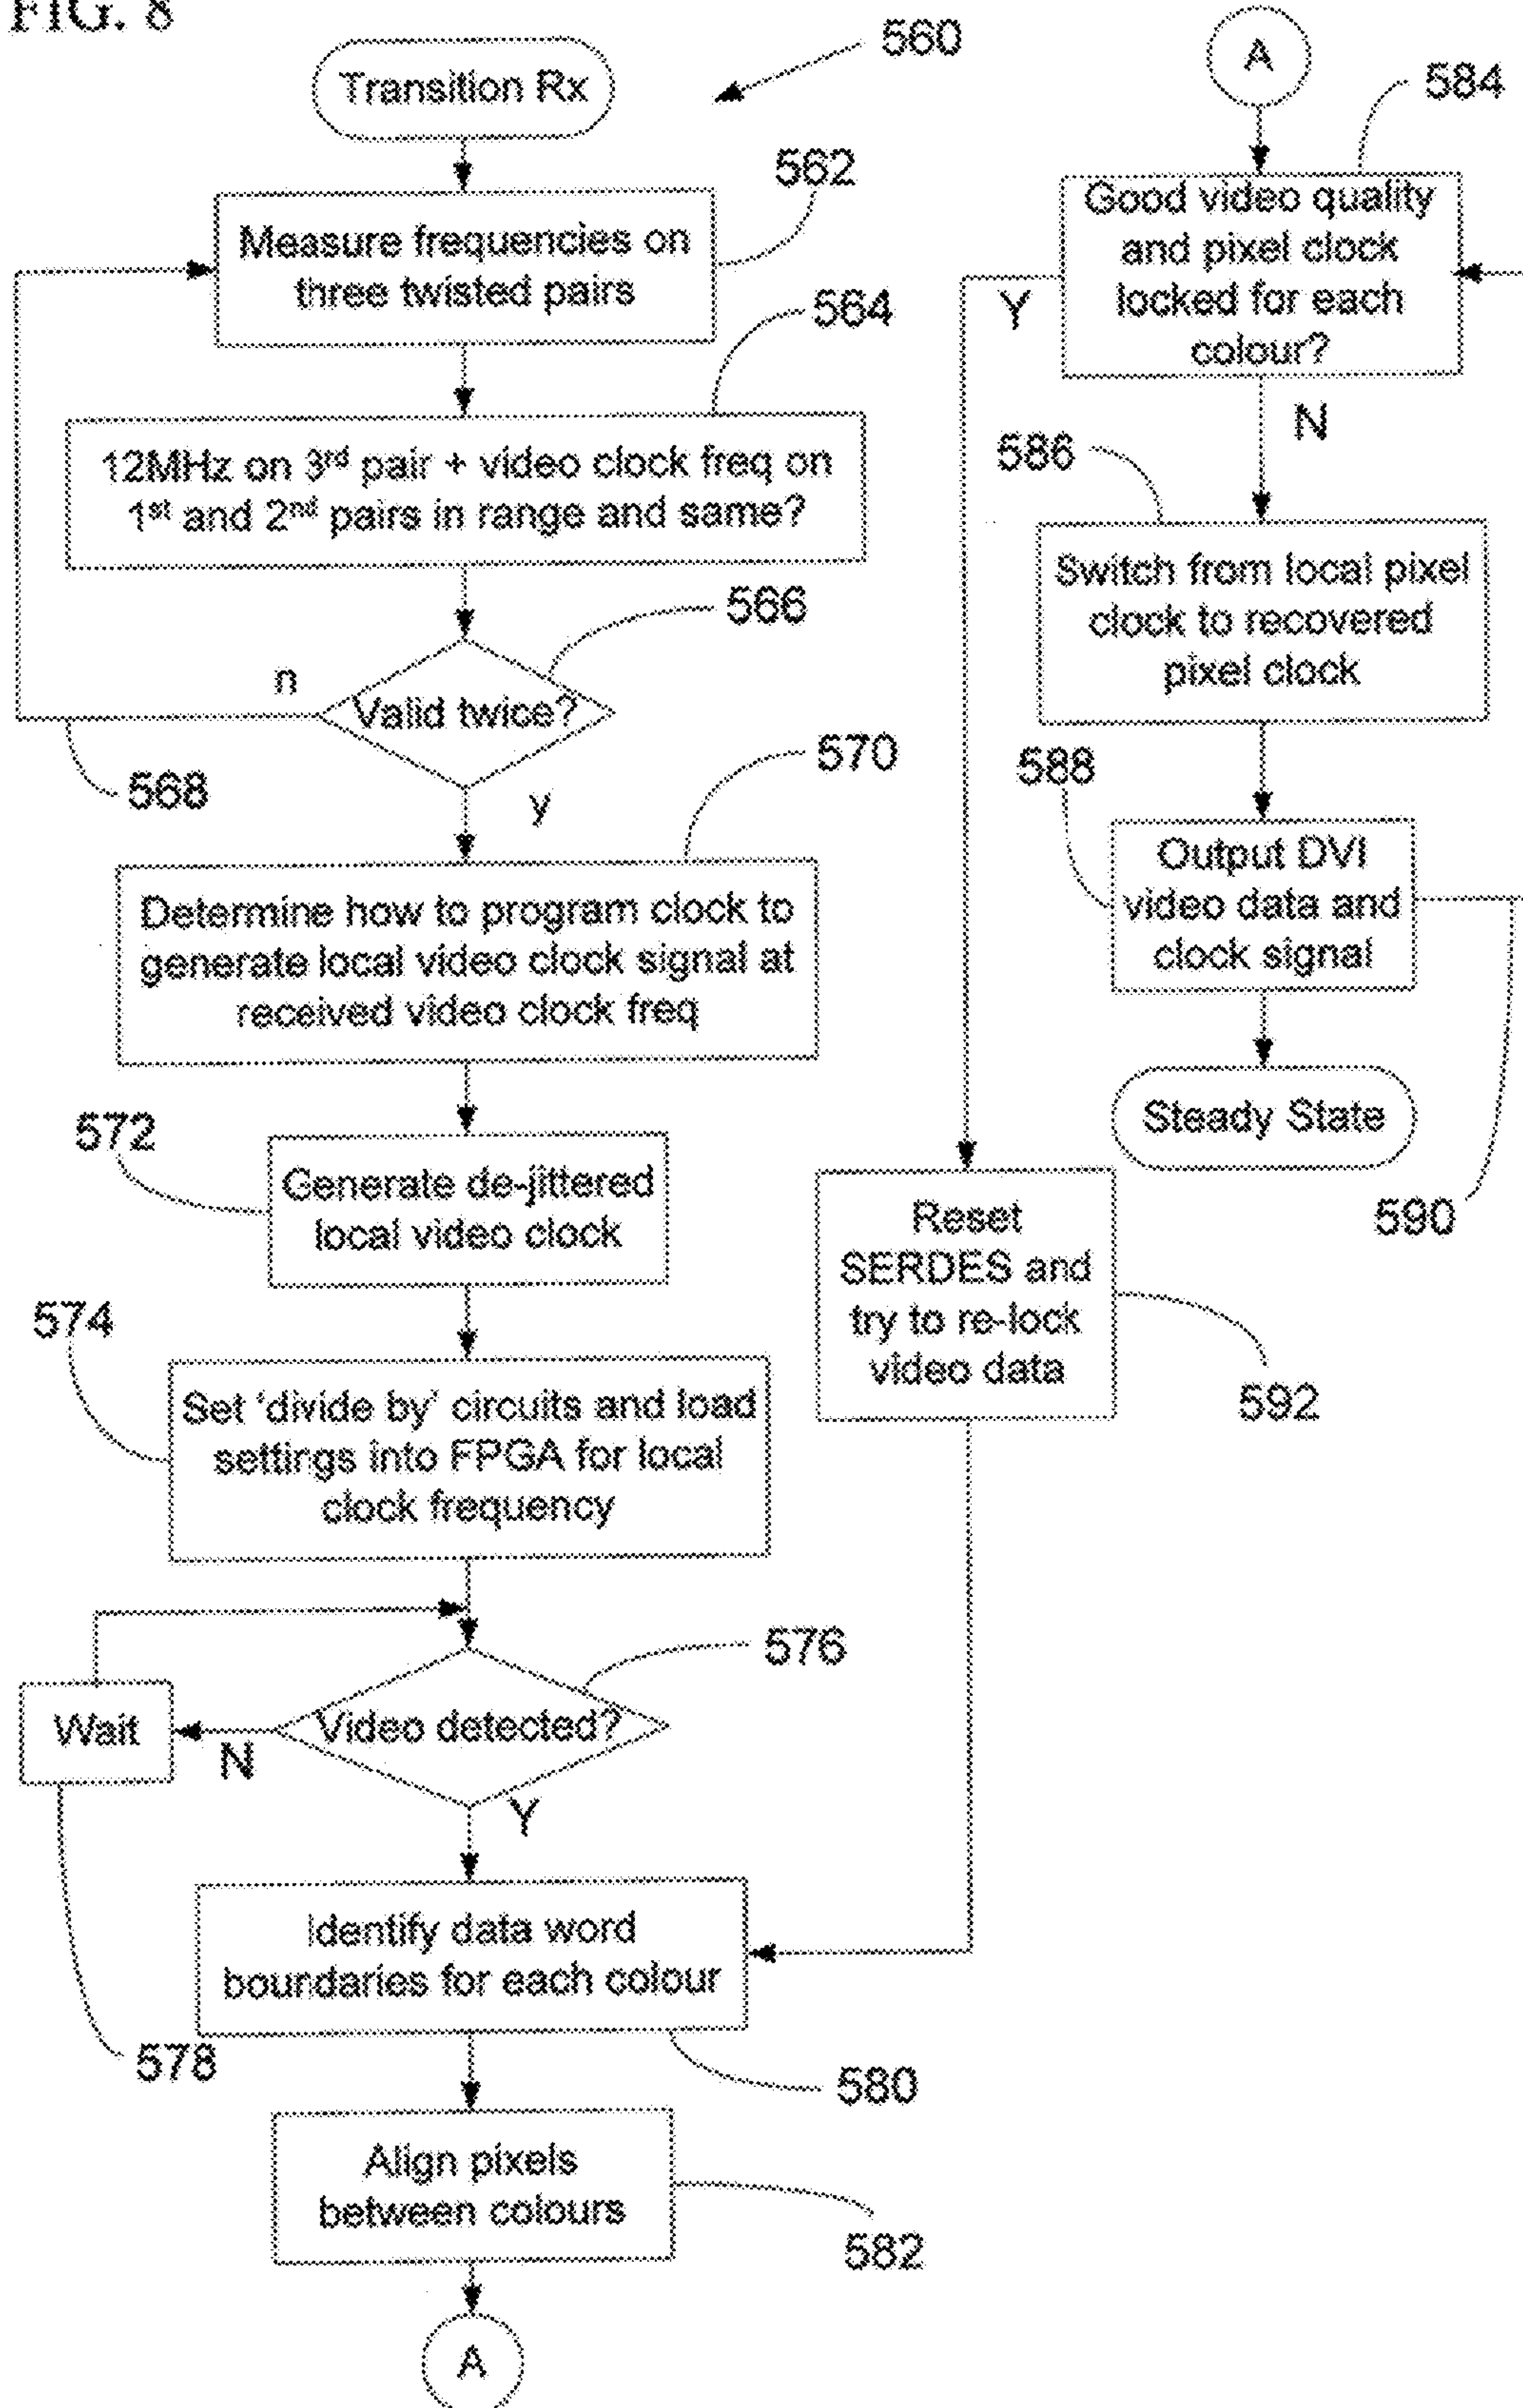 FIG. 8
Transition Rx
560
562
Measure frequencies on
three twisted pairs
564
12MHz on 3rd pair + video clock freq on
1st and 2nd pairs in range and same?
566
Valid twice?
n
568
y
570
Determine how to program clock to
generate local video clock signal at
received video clock freq
572
Generate de-jittered
local video clock
574
Set ‘divide by’ circuits and load
settings into FPGA for local
clock frequency
576
Video detected?
N
Wait
578
Y
Identify data word
boundaries for each colour
580
Align pixels
between colours
582
A
A
584
Good video quality
and pixel clock
locked for each
colour?
Y
N
586
Switch from local pixel
clock to recovered
pixel clock
588
Output DVI
video data and
clock signal
590
Steady State
Reset
SERDES and
try to re-lock
video data
592